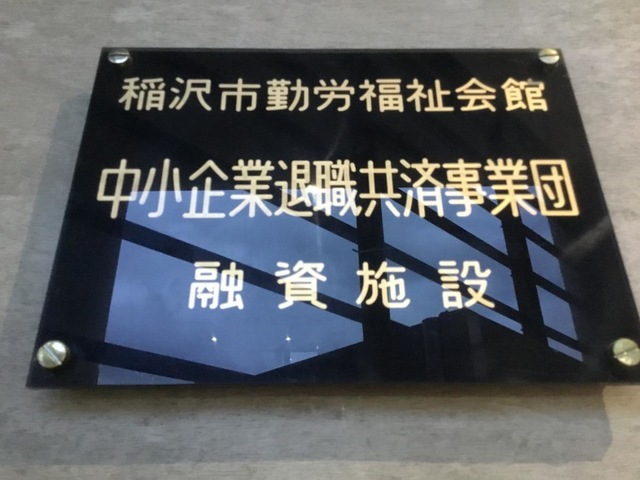 稲沢市勤労福祉会館
中小企業退職共済事業団
融資施設